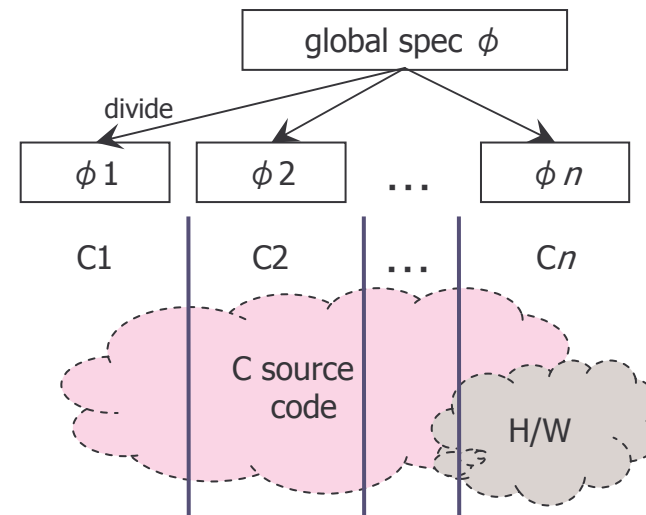 global spec φ
divide
φ1
φ2
...
φn
C1
C2
...
Cn
C source
code
H/W